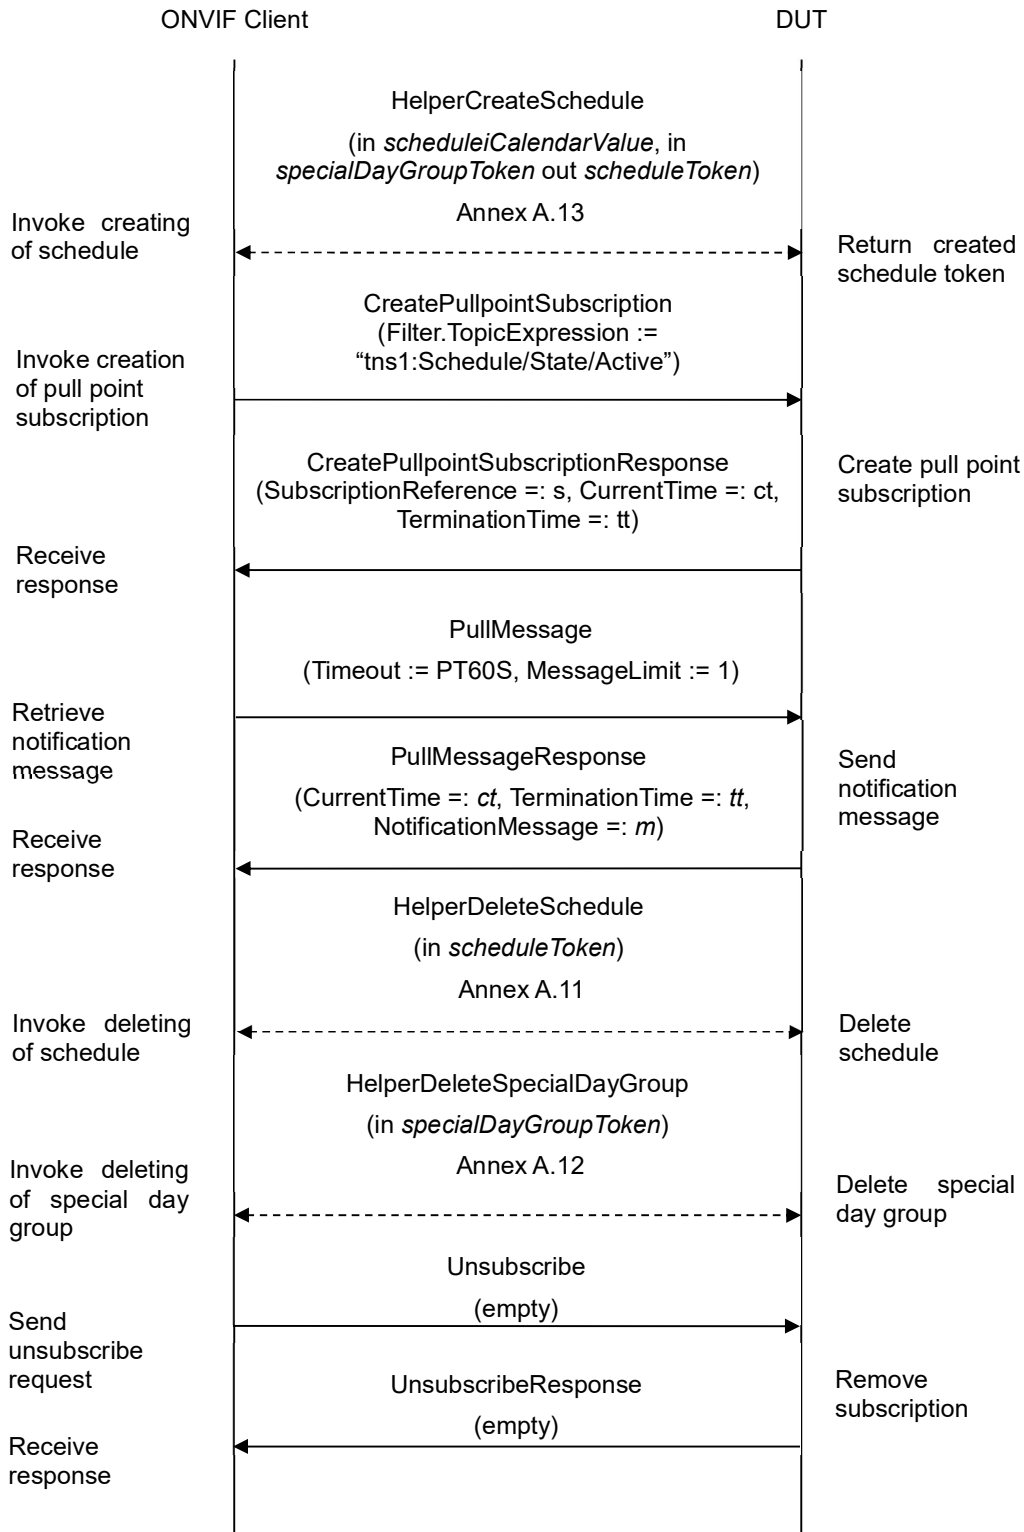 ONVIF Client
DUT
HelperCreateSchedule
(in scheduleiCalendarValue, in
specialDayGroupToken out scheduleToken)
Annex A.13
Invoke creating
of schedule
Return created
schedule token
CreatePullpointSubscription
(Filter.TopicExpression :=
“tns1:Schedule/State/Active”)
Invoke creation
of pull point
subscription
CreatePullpointSubscriptionResponse
(SubscriptionReference =: s, CurrentTime =: ct,
TerminationTime =: tt)
Create pull point
subscription
Receive
response
PullMessage
(Timeout := PT60S, MessageLimit := 1)
Retrieve
notification
message
PullMessageResponse
(CurrentTime =: ct, TerminationTime =: tt,
NotificationMessage =: m)
Send
notification
message
Receive
response
HelperDeleteSchedule
(in scheduleToken)
Annex A.11
Invoke deleting
of schedule
Delete
schedule
HelperDeleteSpecialDayGroup
(in specialDayGroupToken)
Annex A.12
Invoke deleting
of special day
group
Delete special
day group
Unsubscribe
(empty)
Send
unsubscribe
request
UnsubscribeResponse
(empty)
Remove
subscription
Receive
response